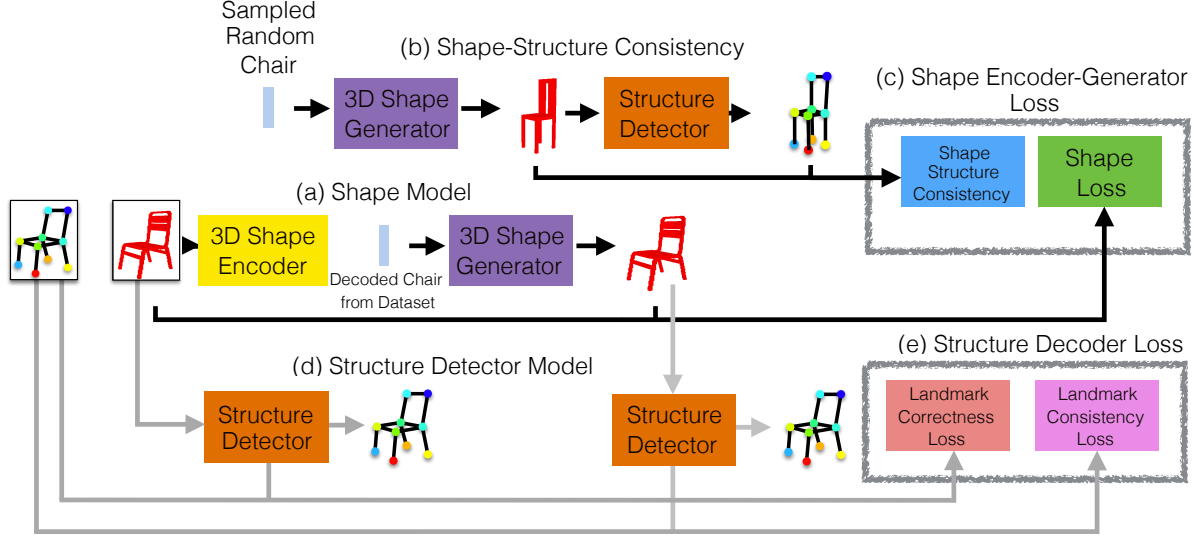 Sampled
Random
Chair
(b) Shape-Structure Consistency
3D Shape
Generator
Structure
Detector
(c) Shape Encoder-Generator
Loss
Shape
Structure
Consistency
Shape
Loss
(a) Shape Model
3D Shape
Encoder
Decoded Chair
from Dataset
3D Shape
Generator
(d) Structure Detector Model
Structure
Detector
Structure
Detector
(e) Structure Decoder Loss
Landmark
Correctness
Loss
Landmark
Consistency
Loss